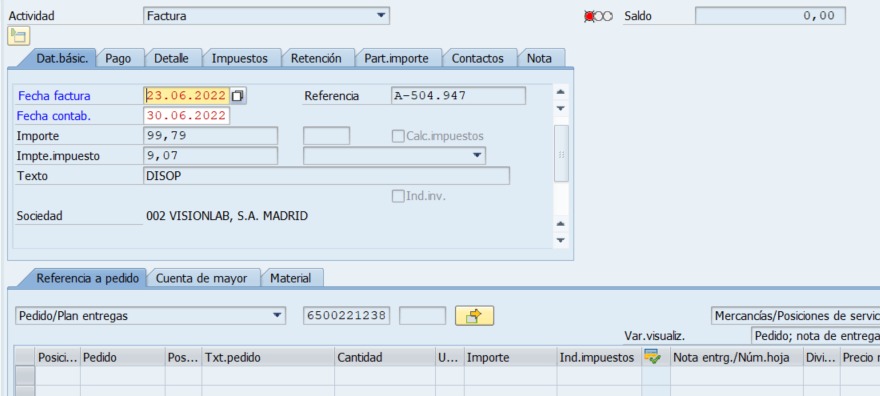 Actividad Factura Saldo 0,00
Dat.básic. Pago Detalle Impuestos Retención Part.importe Contactos Nota
Fecha factura 23.06.2022 Referencia A-504.947
Fecha contab. 30.06.2022
Importe 99,79 Calc.impuestos
Impte.impuesto 9,07
Texto DISOP
Ind.inv.
Sociedad 002 VISIONLAB, S.A. MADRID
Referencia a pedido Cuenta de mayor Material
Pedido/Plan entregas 6500221238 Mercancías/Posiciones de servic
Var.visualiz. Pedido; nota de entrega
Posici... Pedido Pos... Txt.pedido Cantidad U... Importe Ind.impuestos Nota entrg./Núm.hoja Divi... Precio n